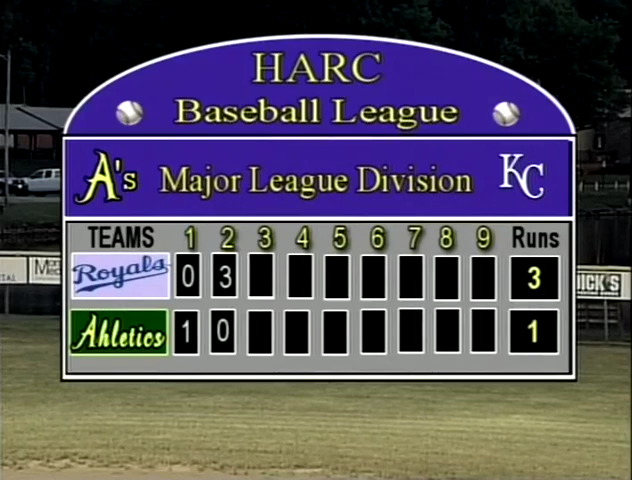 HARC
Baseball League
A's Major League Division KC
TEAMS 1 2 3 4 5 6 7 8 9 Runs
Royals 0 3 3
Ahletics 1 0 1
TAL
ICK'S